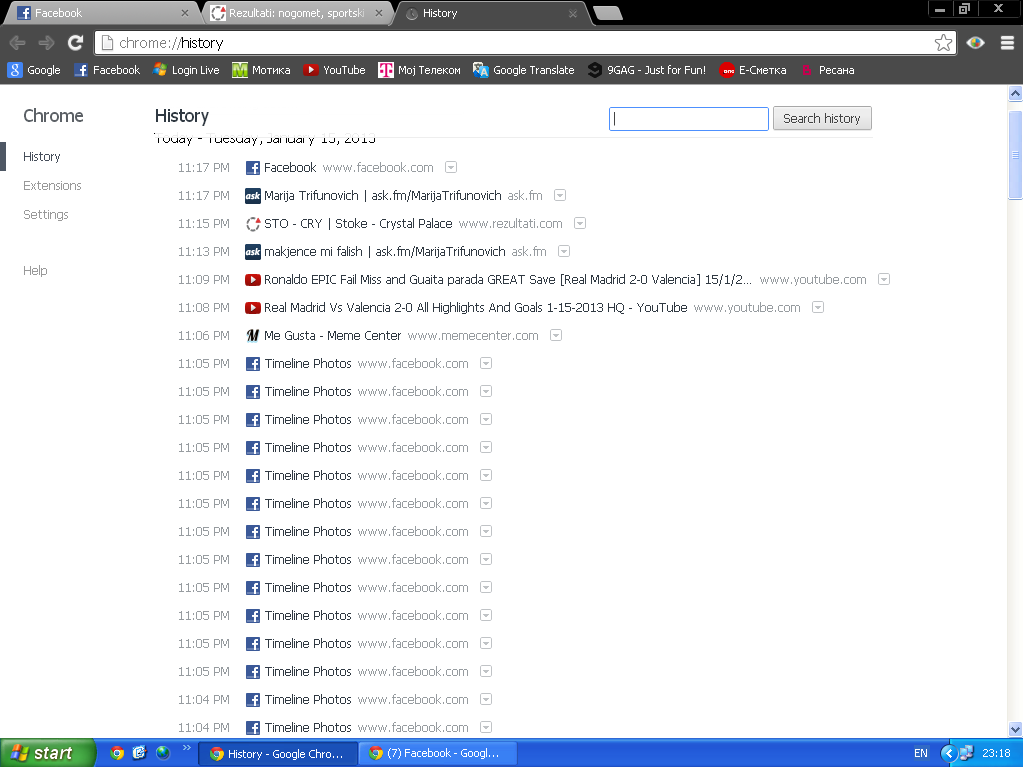 Facebook
Rezultati: nogomet, sportski
History
chrome://history
Google Facebook Login Live Мотика YouTube Мој Телеком Google Translate 9GAG - Just for Fun! Е-Сметка Ресана
Chrome
History
Search history
History
Extensions
Settings
Help
Today - Tuesday, January 15, 2013
11:17 PM Facebook www.facebook.com
11:17 PM ask Marija Trifunovich | ask.fm/MarijaTrifunovich ask.fm
11:15 PM STO - CRY | Stoke - Crystal Palace www.rezultati.com
11:13 PM ask makjence mi falish | ask.fm/MarijaTrifunovich ask.fm
11:09 PM Ronaldo EPIC Fail Miss and Guaita parada GREAT Save [Real Madrid 2-0 Valencia] 15/1/2... www.youtube.com
11:08 PM Real Madrid Vs Valencia 2-0 All Highlights And Goals 1-15-2013 HQ - YouTube www.youtube.com
11:06 PM Me Gusta - Meme Center www.memecenter.com
11:05 PM Timeline Photos www.facebook.com
11:05 PM Timeline Photos www.facebook.com
11:05 PM Timeline Photos www.facebook.com
11:05 PM Timeline Photos www.facebook.com
11:05 PM Timeline Photos www.facebook.com
11:05 PM Timeline Photos www.facebook.com
11:05 PM Timeline Photos www.facebook.com
11:05 PM Timeline Photos www.facebook.com
11:05 PM Timeline Photos www.facebook.com
11:05 PM Timeline Photos www.facebook.com
11:05 PM Timeline Photos www.facebook.com
11:05 PM Timeline Photos www.facebook.com
11:04 PM Timeline Photos www.facebook.com
11:04 PM Timeline Photos www.facebook.com
start
History - Google Chro...
(7) Facebook - Googl...
EN
23:18